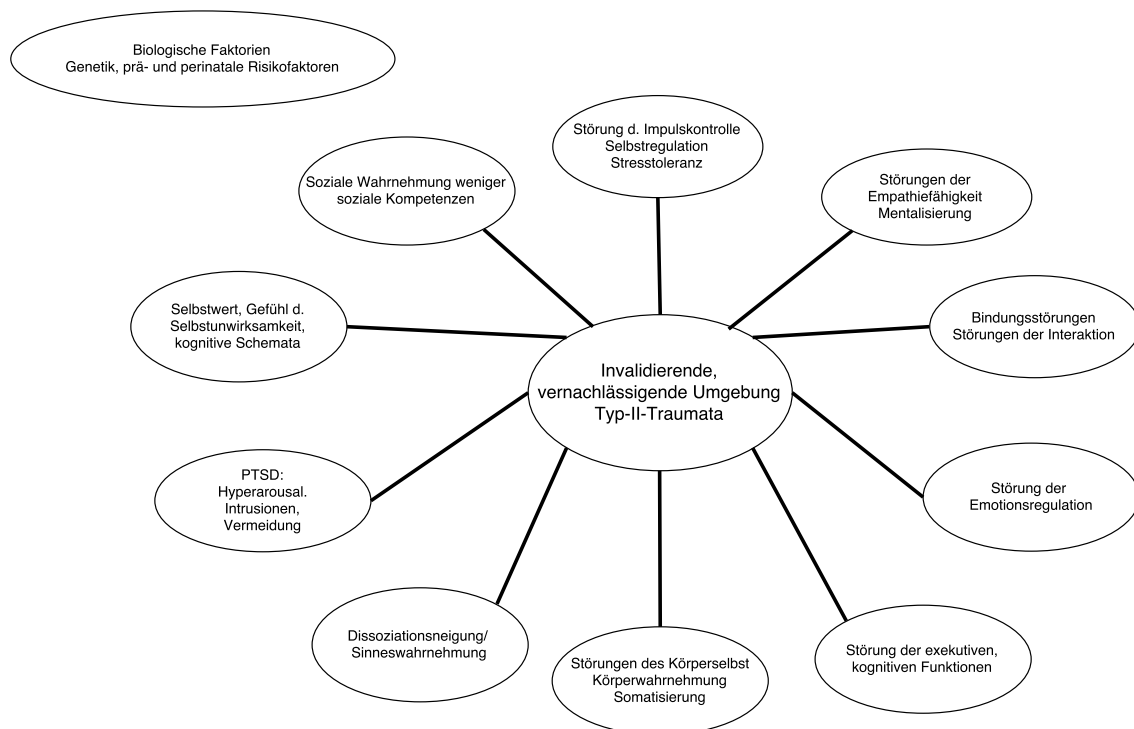 Biologische Faktorien
Genetik, prä- und perinatale Risikofaktoren
Störung d. Impulskontrolle
Selbstregulation
Stresstoleranz
Soziale Wahrnehmung weniger
soziale Kompetenzen
Störungen der
Empathiefähigkeit
Mentalisierung
Selbstwert, Gefühl d.
Selbstunwirksamkeit,
kognitive Schemata
Bindungsstörungen
Störungen der Interaktion
Invalidierende,
vernachlässigende Umgebung
Typ-II-Traumata
PTSD:
Hyperarousal.
Intrusionen,
Vermeidung
Störung der
Emotionsregulation
Dissoziationsneigung/
Sinneswahrnehmung
Störungen des Körperselbst
Körperwahrnehmung
Somatisierung
Störung der exekutiven,
kognitiven Funktionen